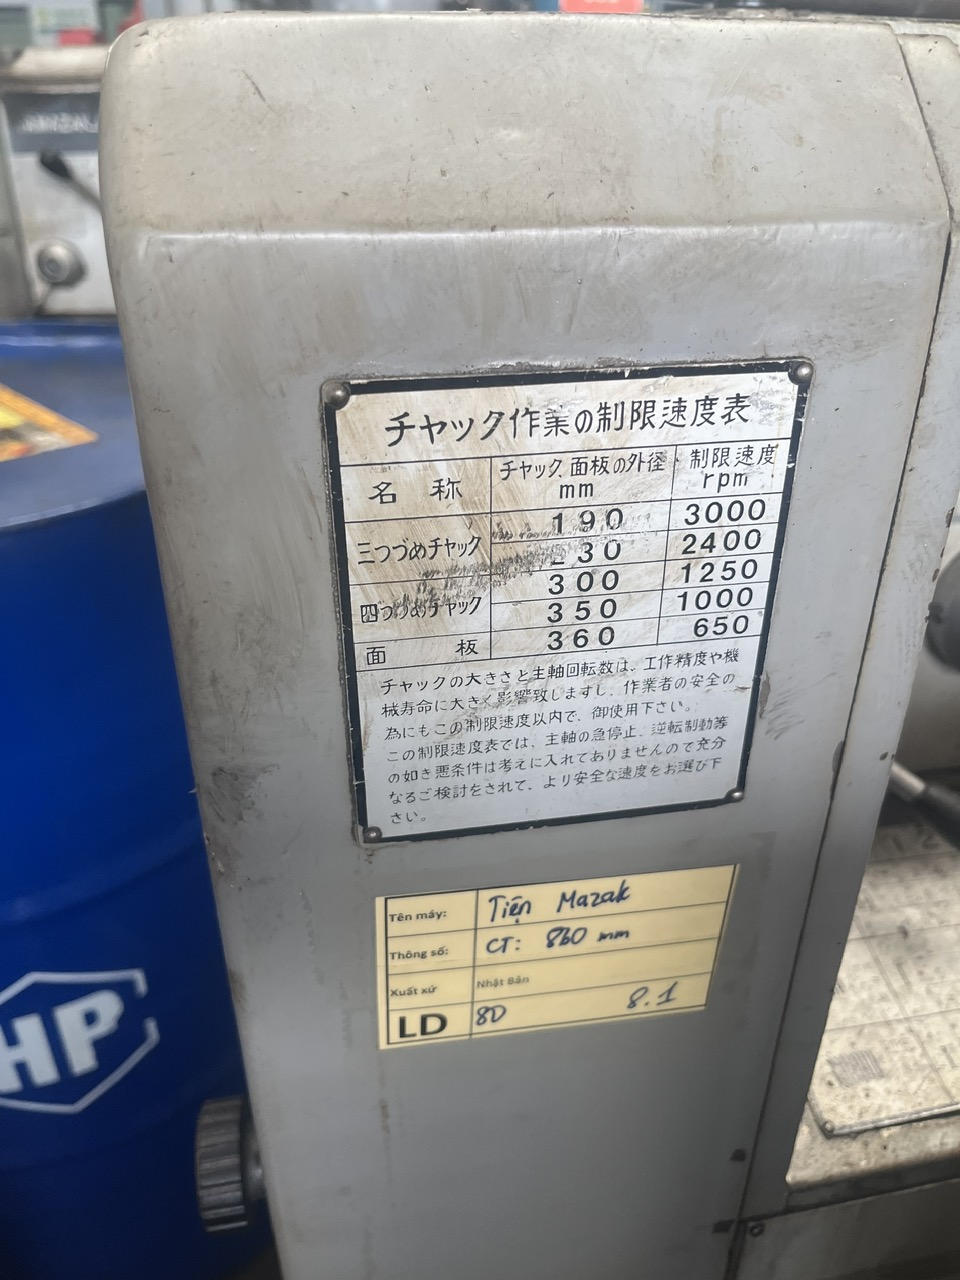 チヤック作業の制限速度表
名 称 チヤック 面板の外径 mm 制限速度 rpm
三つづめチヤック 190 3000
30 2400
四つづめチヤック 300 1250
350 1000
面 板 360 650
チヤックの大きさと主軸回転数は、工作精度や機
械寿命に大きく影響致しますし、作業者の安全の
為にもこの制限速度以内で、御使用下さい。
この制限速度表では、主軸の急停止、逆転制動等
の如き悪条件は考えに入れてありませんので充分
なるご検討をされて、より安全な速度をお選び下
さい。
Tên máy: Tiện Mazak
Thông số: CT: 860 mm
Xuất xứ Nhật Bản
LD 8D 8.1
HP